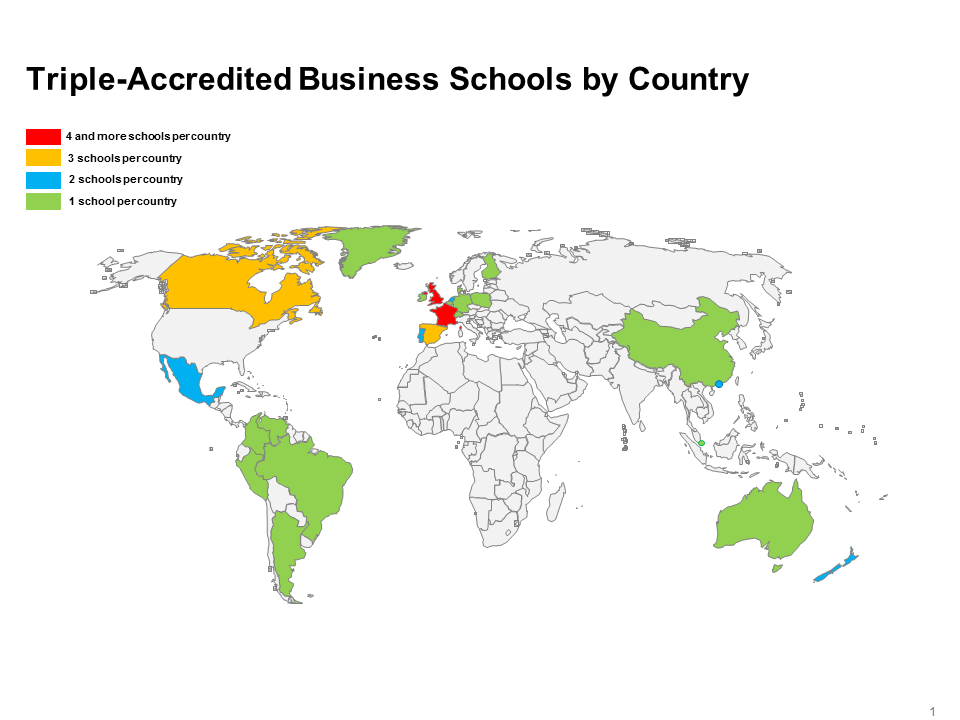 Triple-Accredited Business Schools by Country
4 and more schools per country
3 schools per country
2 schools per country
1 school per country
1